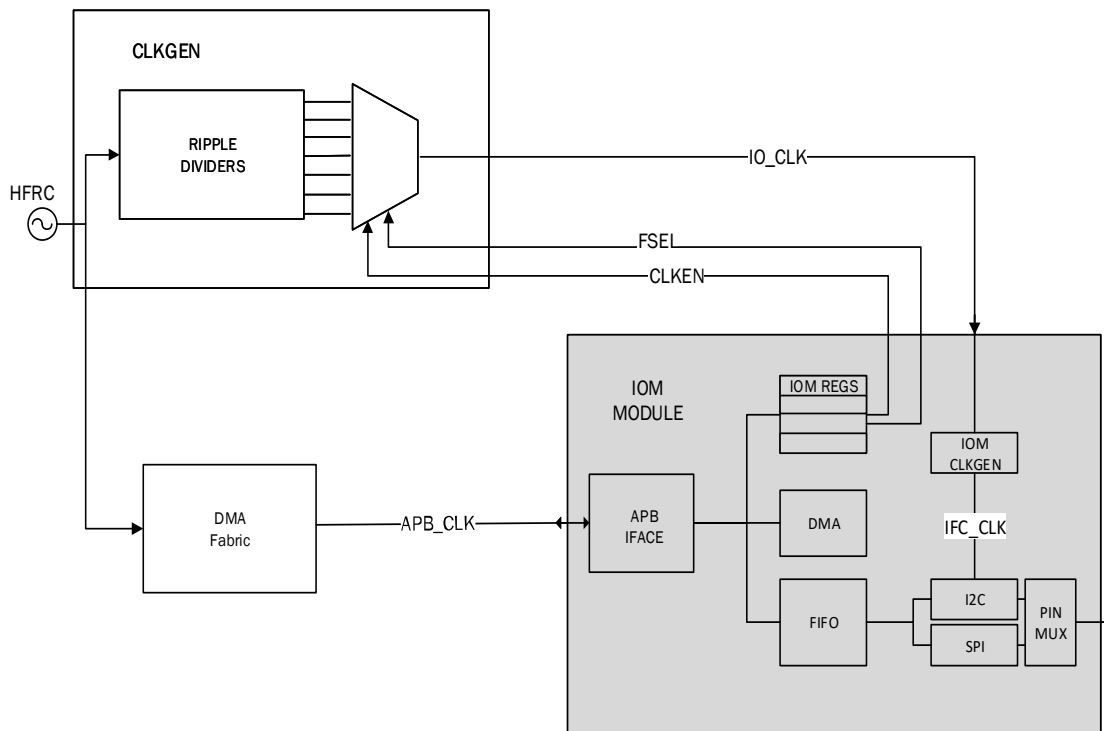 CLKGEN
RIPPLE
DIVIDERS
HFRC
IO_CLK
FSEL
CLKEN
IOM
MODULE
IOM REGS
IOM
CLKGEN
DMA
Fabric
APB_CLK
APB
IFACE
DMA
IFC_CLK
FIFO
I2C
SPI
PIN
MUX